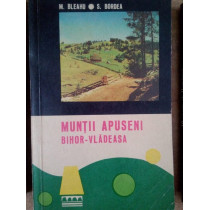 M. BLEAHU ● S. BORDEA
MUNȚII APUSENI
BIHOR-VLĂDEASA